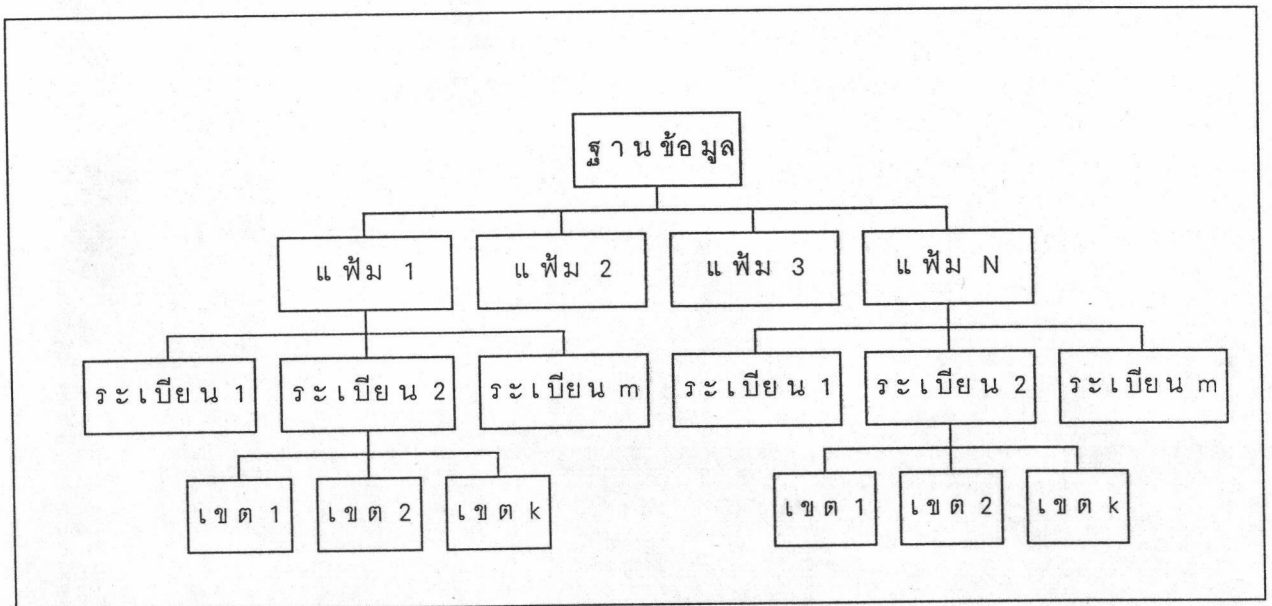 ฐานข้อมูล
แฟ้ม 1 แฟ้ม 2 แฟ้ม 3 แฟ้ม N
ระเบียน 1 ระเบียน 2 ระเบียน m ระเบียน 1 ระเบียน 2 ระเบียน m
เขต 1 เขต 2 เขต k เขต 1 เขต 2 เขต k